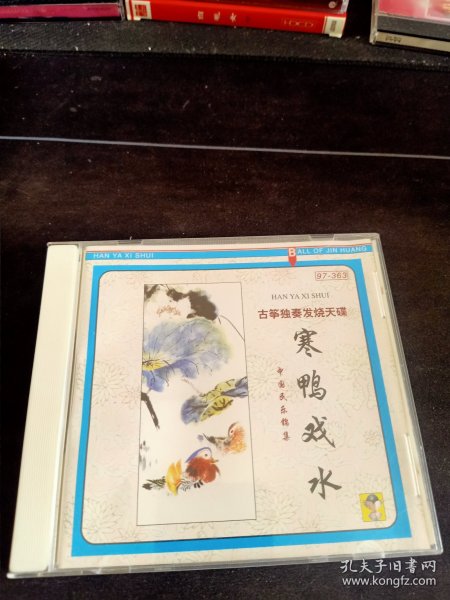 HAN YA XI SHUI
BALL OF JIN HUANG
97-363
HAN YA XI SHUI
古筝独奏发烧天碟
寒鸭戏水
中国民乐锦集
孔夫子旧书网
www.kongfz.com